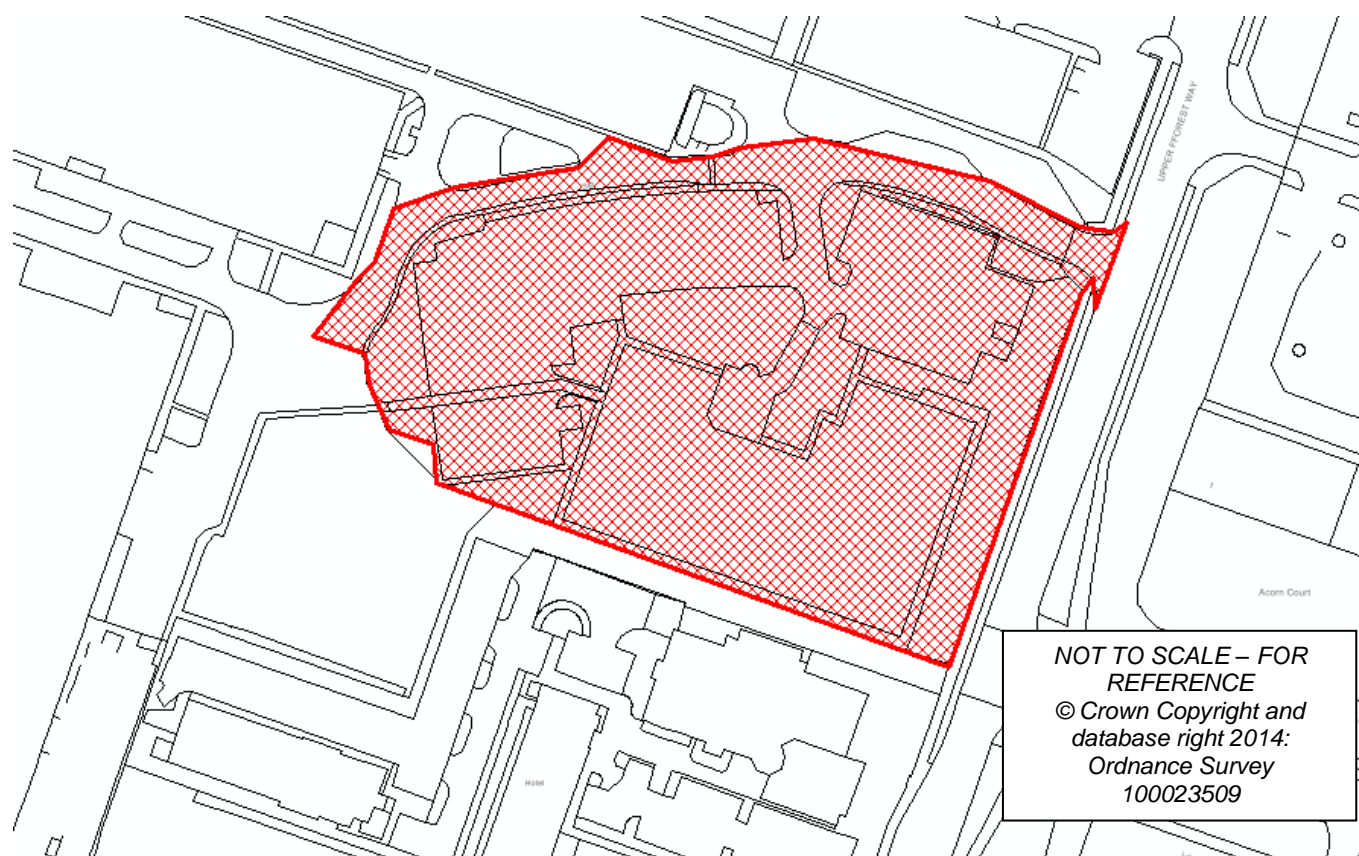 UPPER FFOREST WAY
Acorn Court
Hotel
NOT TO SCALE – FOR
REFERENCE
© Crown Copyright and
database right 2014:
Ordnance Survey
100023509